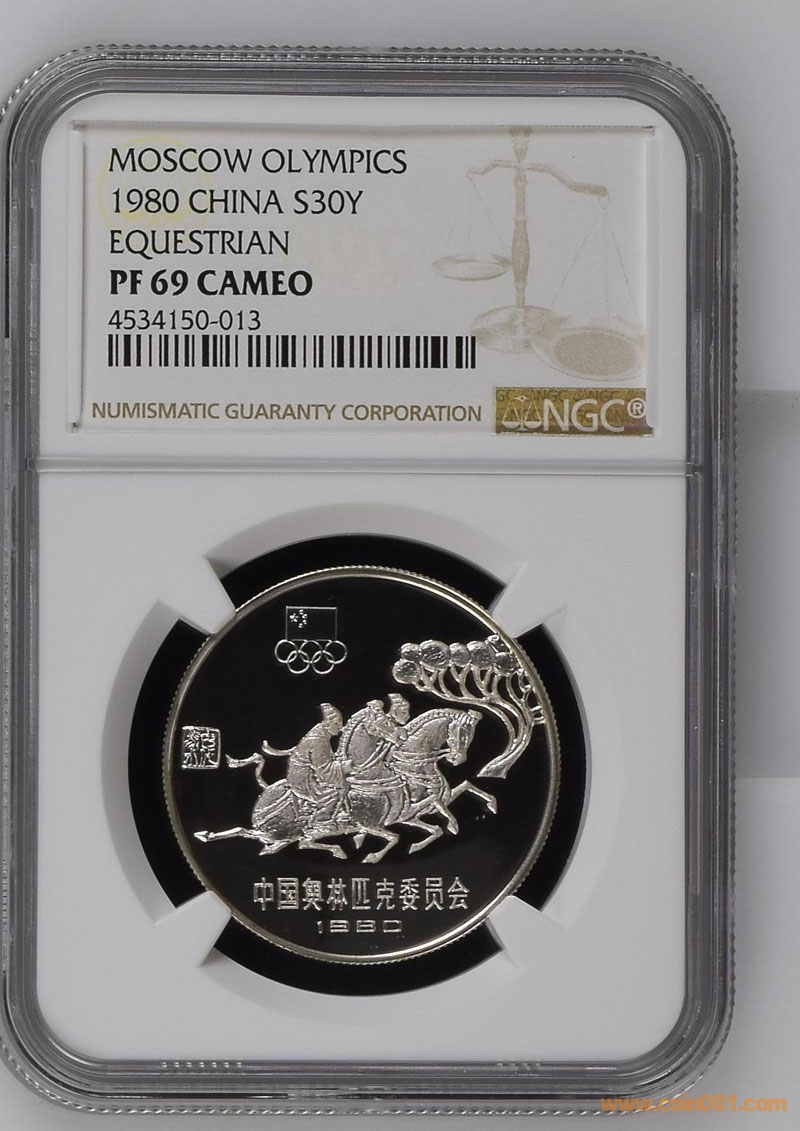 MOSCOW OLYMPICS
1980 CHINA S30Y
EQUESTRIAN
PF 69 CAMEO
4534150-013
NUMISMATIC GUARANTY CORPORATION
NGC®
中国奥林匹克委员会
1980
www.coin001.com